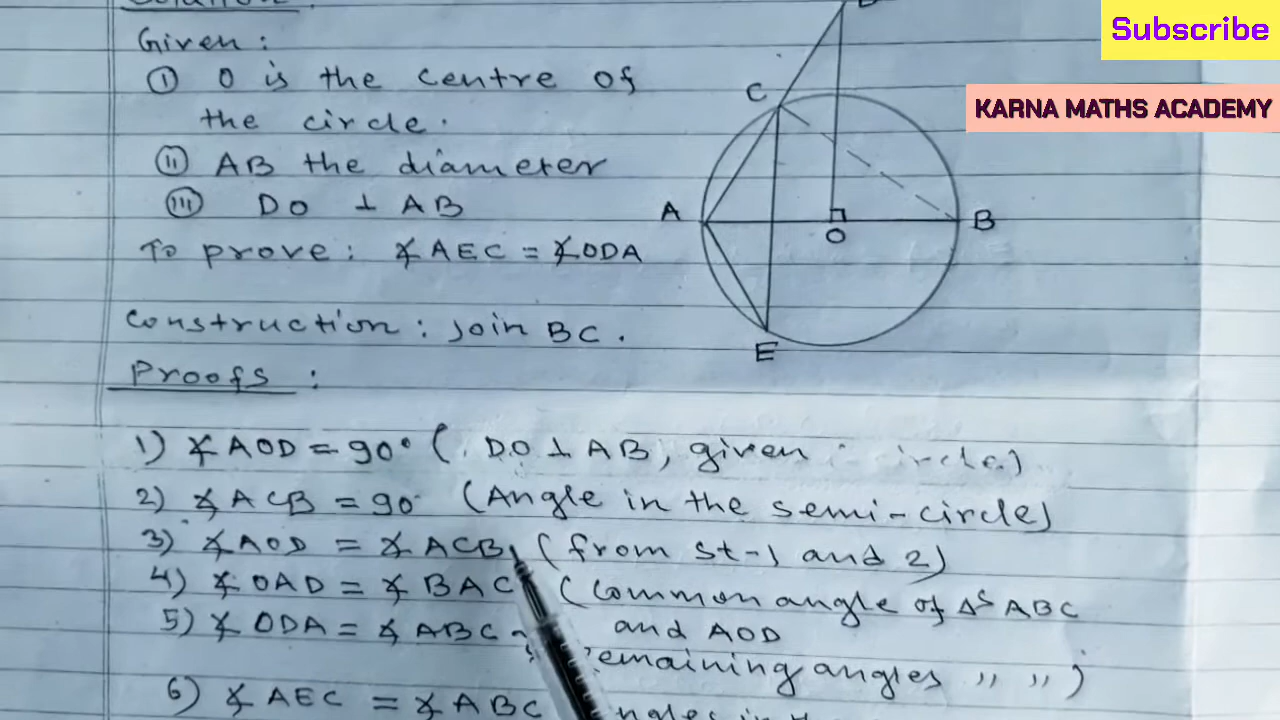 Subscribe
KARNA MATHS ACADEMY
Given:
(i) O is the centre of
the circle.
(ii) AB the diameter
(iii) DO ⊥ AB
To prove: ∡AEC = ∡ODA
Construction: Join BC.
Proofs:
1) ∡AOD = 90° (DO ⊥ AB, given circle)
2) ∡ACB = 90° (Angle in the semi-circle)
3) ∡AOD = ∡ACB (from st-1 and 2)
4) ∡OAD = ∡BAC (Common angle of Δs ABC
and AOD
5) ∡ODA = ∡ABC remaining angles ,, ,, )
6) ∡AEC = ∡ABC
C
A
B
O
E